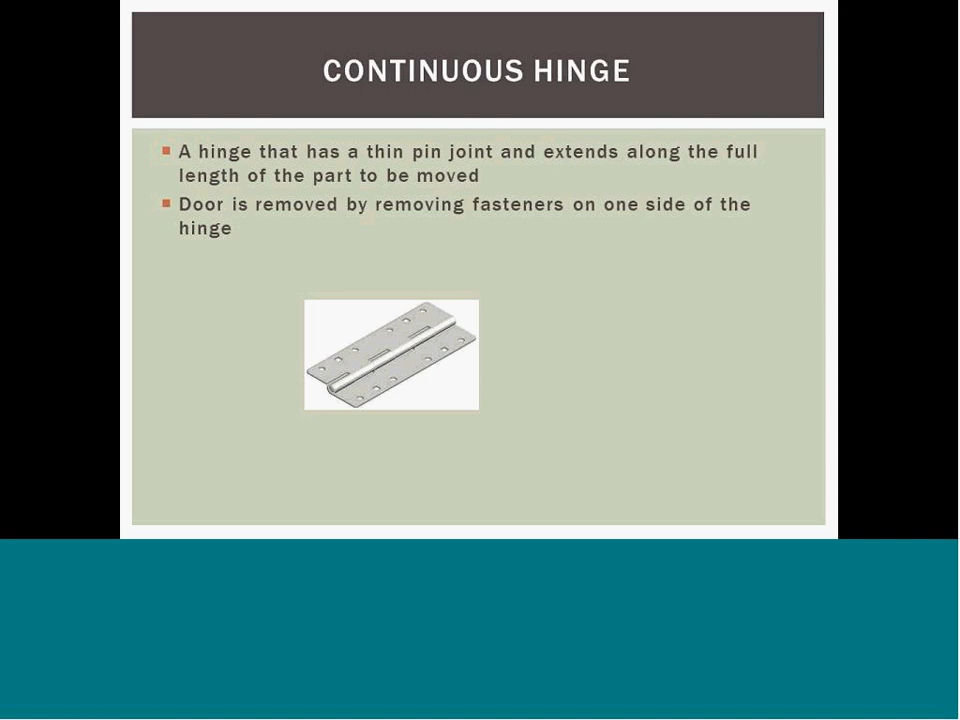 CONTINUOUS HINGE
A hinge that has a thin pin joint and extends along the full
length of the part to be moved
Door is removed by removing fasteners on one side of the
hinge